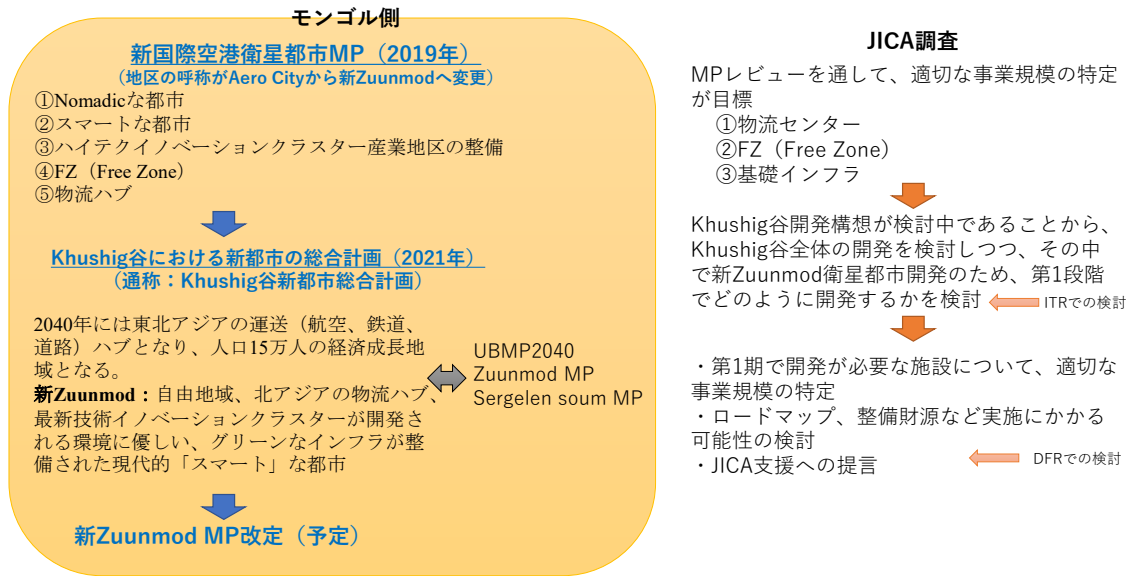 モンゴル側
新国際空港衛星都市MP（2019年）
（地区の呼称がAero Cityから新Zuunmodへ変更）
①Nomadicな都市
②スマートな都市
③ハイテクイノベーションクラスター産業地区の整備
④FZ（Free Zone）
⑤物流ハブ
Khushig谷における新都市の総合計画（2021年）
（通称：Khushig谷新都市総合計画）
2040年には東北アジアの運送（航空、鉄道、
道路）ハブとなり、人口15万人の経済成長地
域となる。
新Zuunmod：自由地域、北アジアの物流ハブ、
最新技術イノベーションクラスターが開発さ
れる環境に優しい、グリーンなインフラが整
備された現代的「スマート」な都市
UBMP2040
Zuunmod MP
Sergelen soum MP
新Zuunmod MP改定（予定）
JICA調査
MPレビューを通して、適切な事業規模の特定
が目標
①物流センター
②FZ（Free Zone）
③基礎インフラ
Khushig谷開発構想が検討中であることから、
Khushig谷全体の開発を検討しつつ、その中
で新Zuunmod衛星都市開発のため、第1段階
でどのように開発するかを検討
ITRでの検討
・第1期で開発が必要な施設について、適切な
事業規模の特定
・ロードマップ、整備財源など実施にかかる
可能性の検討
・JICA支援への提言
DFRでの検討